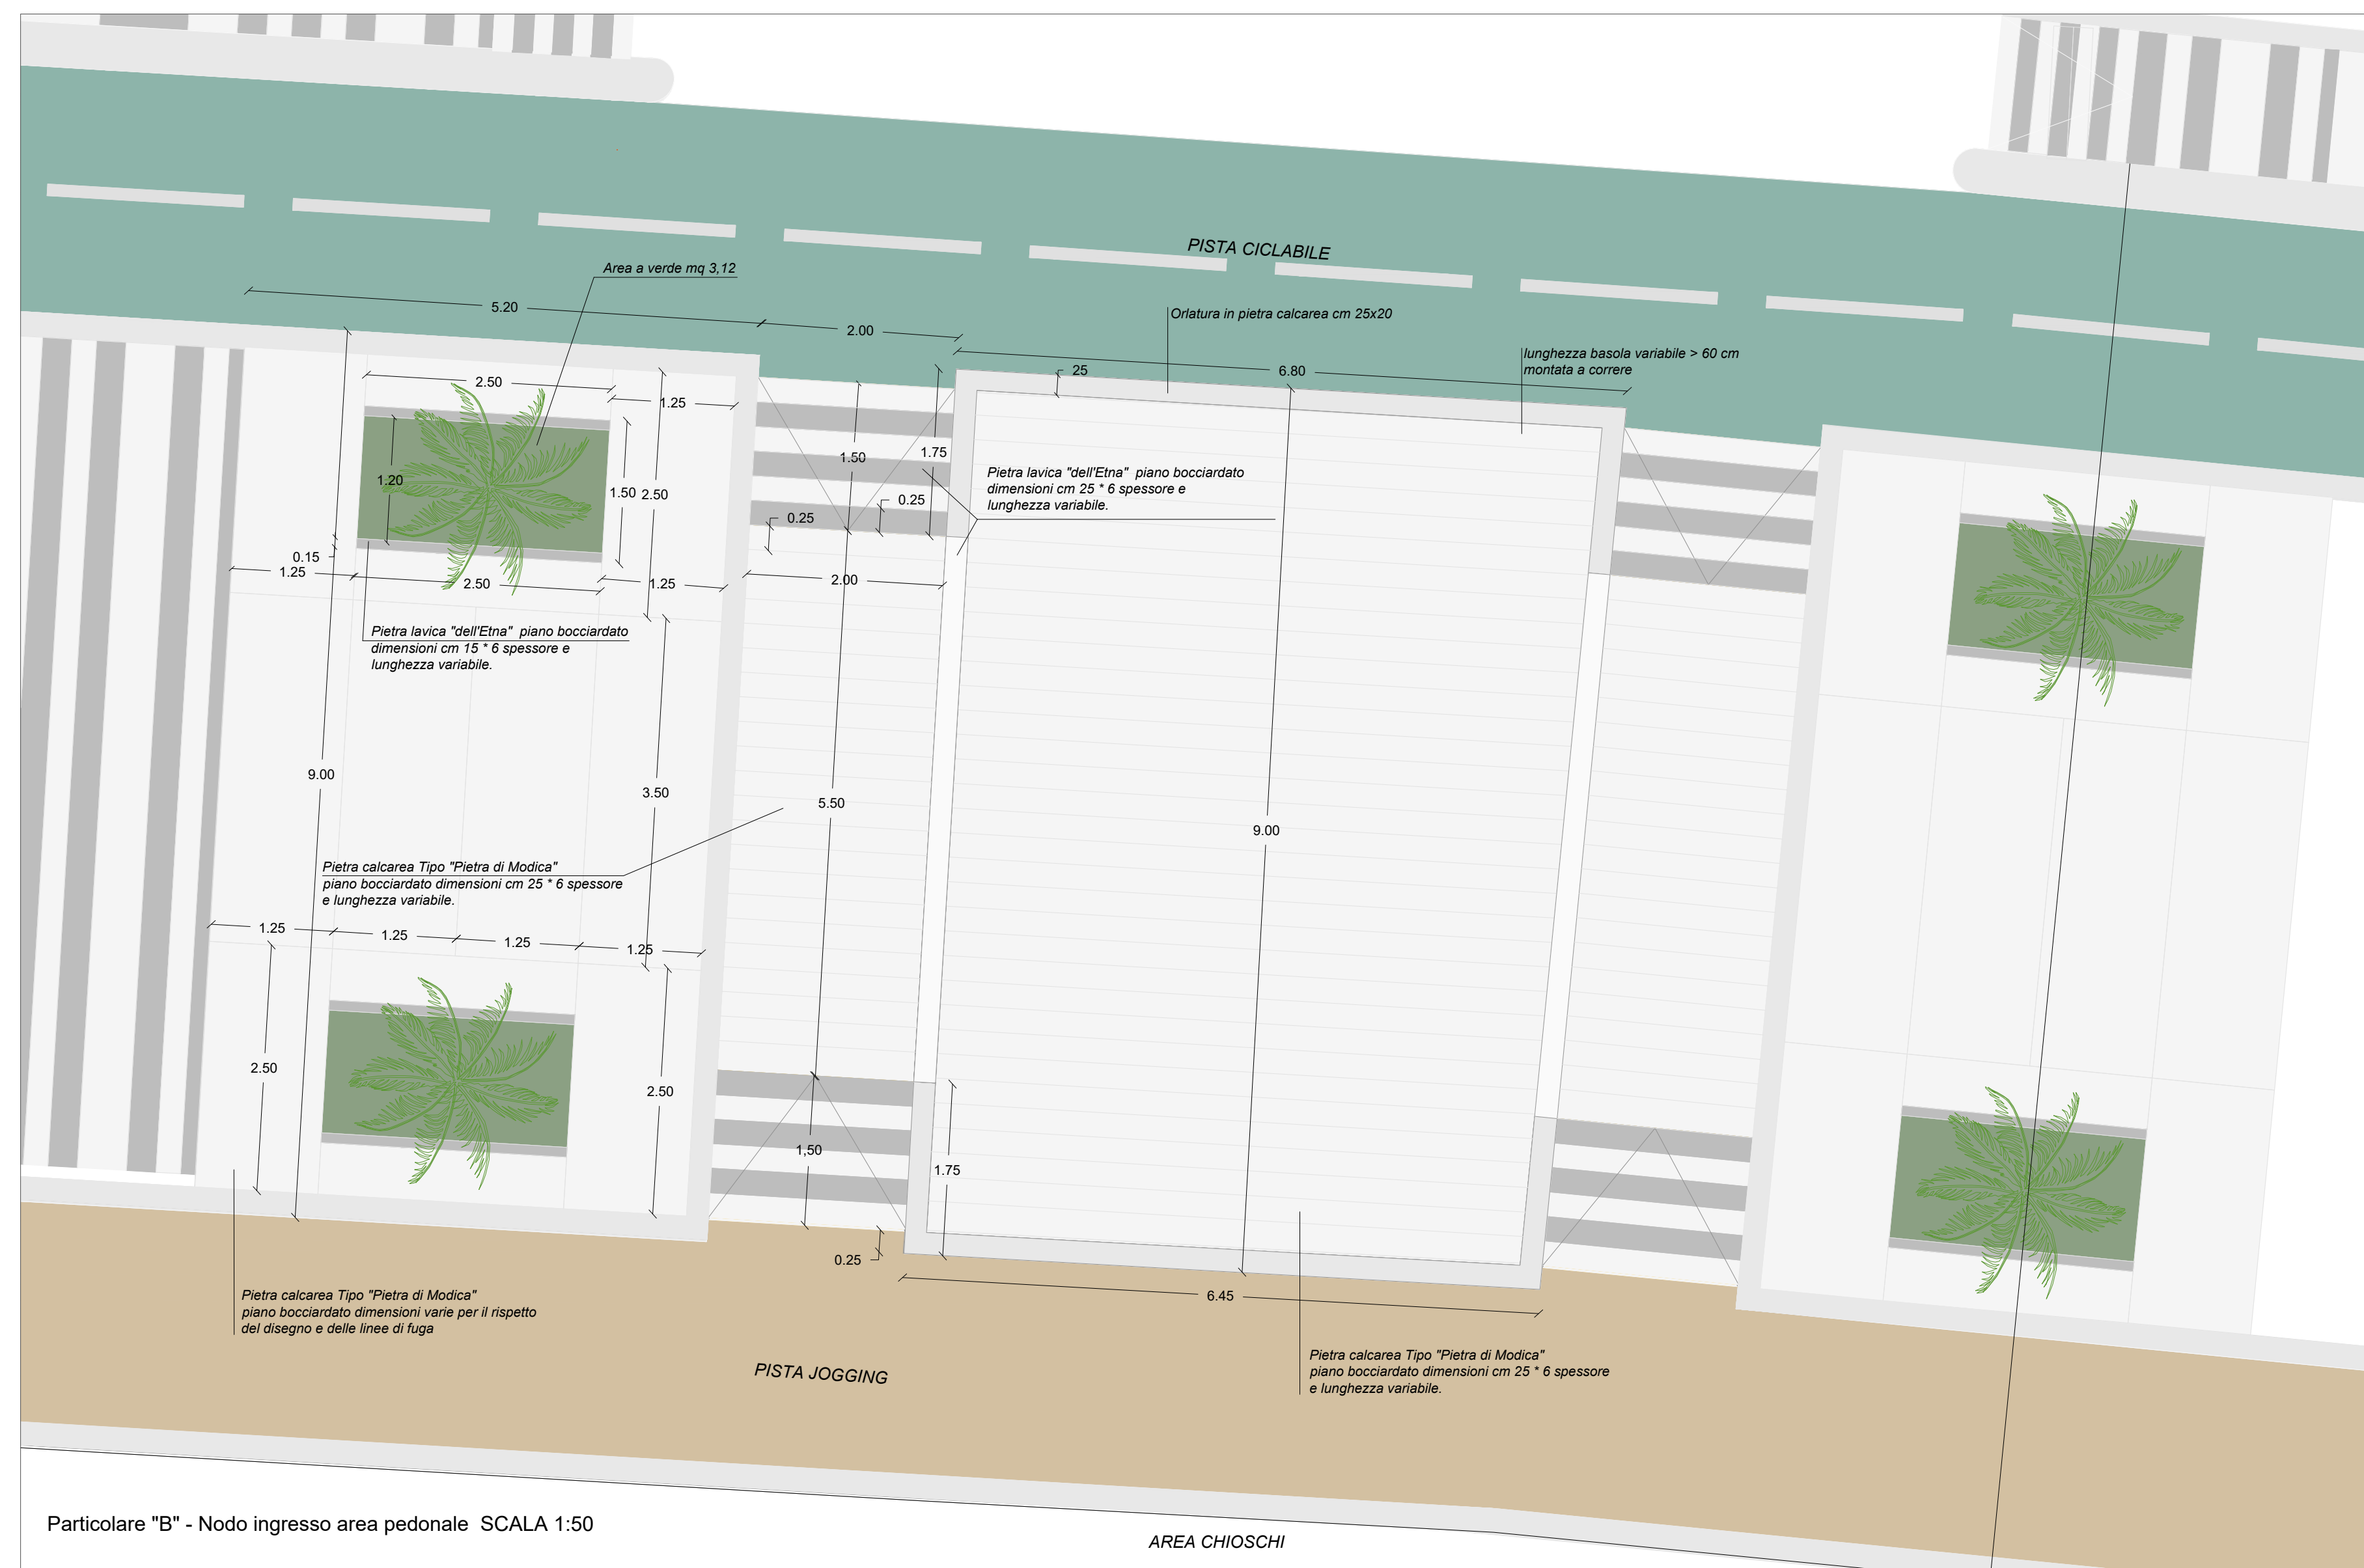 PISTA CICLABILE
Area a verde mq 3,12
5.20
2.00
Orlatura in pietra calcarea cm 25x20
lunghezza basola variabile > 60 cm
montata a correre
25
6.80
2.50
1.25
1.20
1.50
2.50
1.50
1.75
0.25
0.25
Pietra lavica "dell'Etna"  piano bocciardato
dimensioni cm 25 * 6 spessore e
lunghezza variabile.
0.15
1.25
2.50
1.25
2.00
Pietra lavica "dell'Etna"  piano bocciardato
dimensioni cm 15 * 6 spessore e
lunghezza variabile.
9.00
3.50
5.50
9.00
Pietra calcarea Tipo "Pietra di Modica"
piano bocciardato dimensioni cm 25 * 6 spessore
e lunghezza variabile.
1.25
1.25
1.25
1.25
2.50
2.50
1,50
1.75
0.25
6.45
Pietra calcarea Tipo "Pietra di Modica"
piano bocciardato dimensioni varie per il rispetto
del disegno e delle linee di fuga
Pietra calcarea Tipo "Pietra di Modica"
piano bocciardato dimensioni cm 25 * 6 spessore
e lunghezza variabile.
PISTA JOGGING
Particolare "B" - Nodo ingresso area pedonale  SCALA 1:50
AREA CHIOSCHI